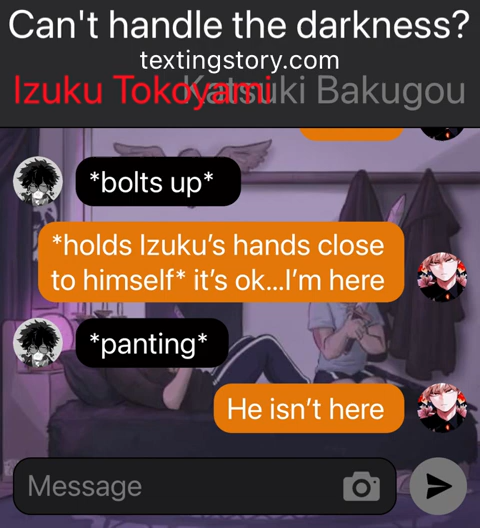 Can't handle the darkness?
textingstory.com
Izuku Tokoyami Katsuki Bakugou
*bolts up*
*holds Izuku’s hands close
to himself* it’s ok...I’m here
*panting*
He isn’t here
Message